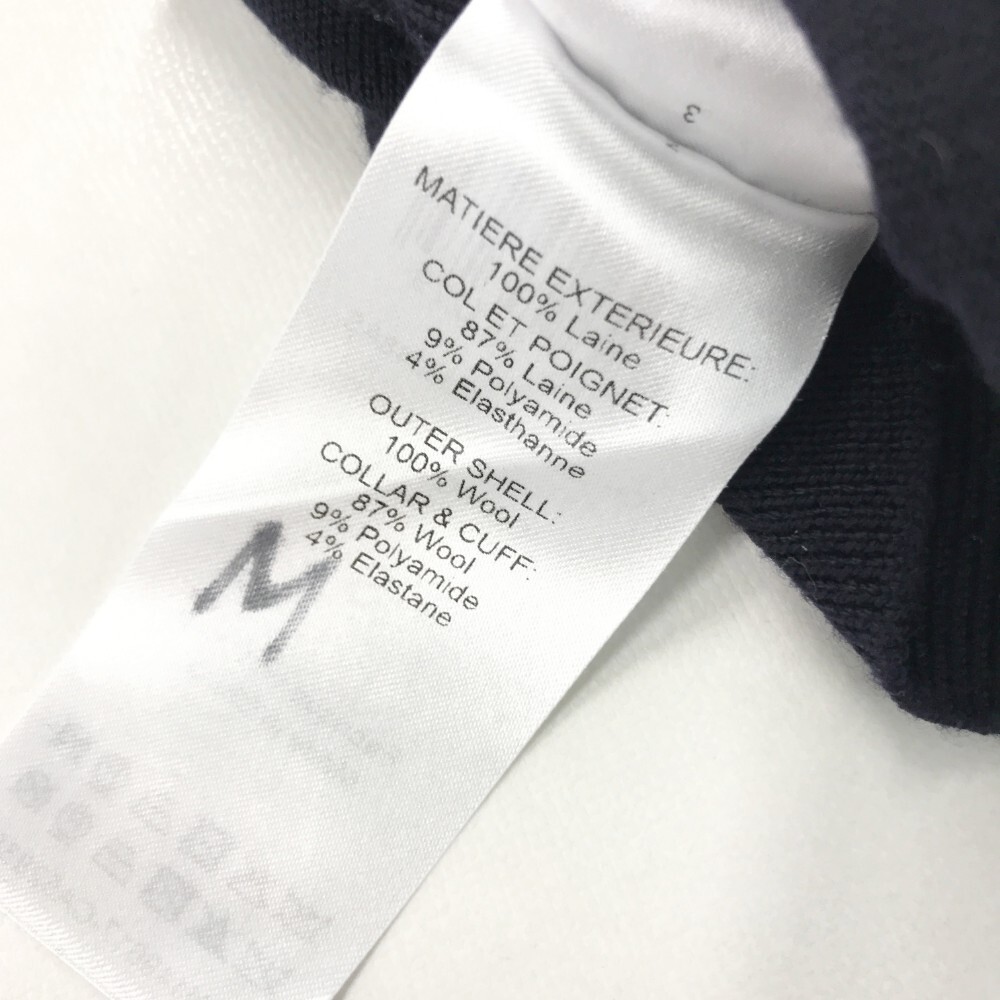 3
MATIERE EXTERIEURE:
100% Laine
COL ET POIGNET:
87% Laine
9% Polyamide
4% Elasthanne
OUTER SHELL:
100% Wool
COLLAR & CUFF:
87% Wool
9% Polyamide
4% Elastane
M